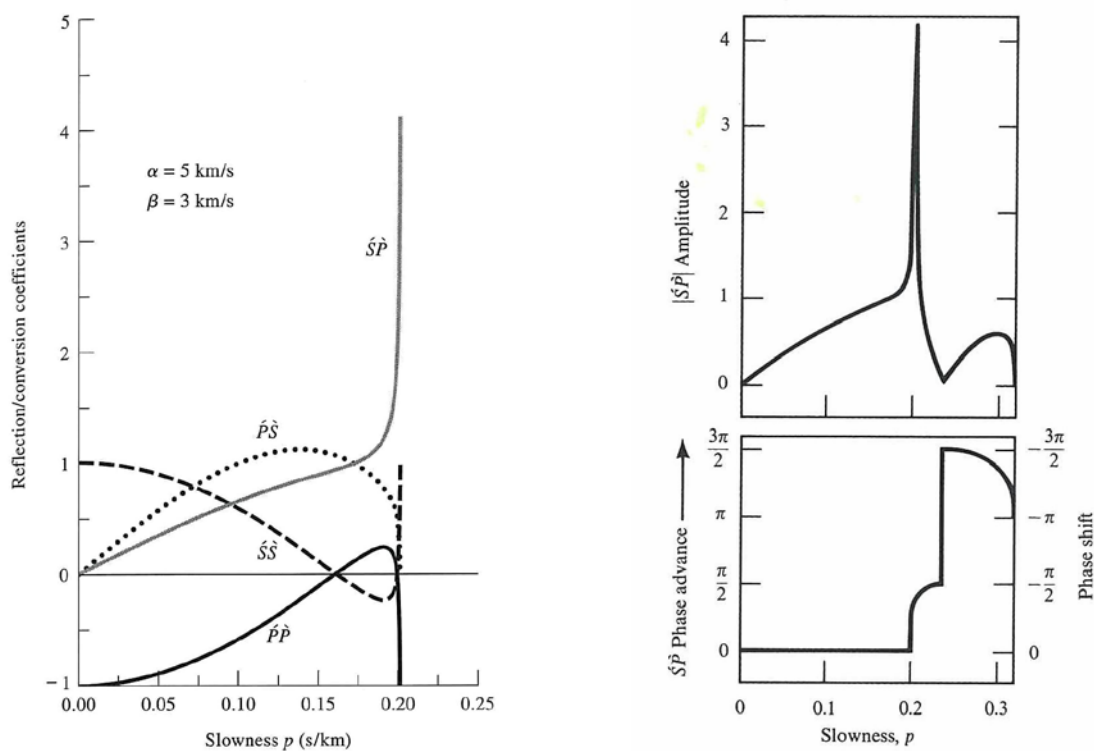 5
4
3
2
1
0
−1
Reflection/conversion coefficients
α = 5 km/s
β = 3 km/s
ŚP̀
ṔS̀
ŚS̀
ṔP̀
0.00 0.05 0.10 0.15 0.20 0.25
Slowness p (s/km)
4
3
2
1
0
|ŚP̀| Amplitude
3π/2
π
π/2
0
ŚP̀ Phase advance
−3π/2
−π
−π/2
0
Phase shift
0 0.1 0.2 0.3
Slowness, p